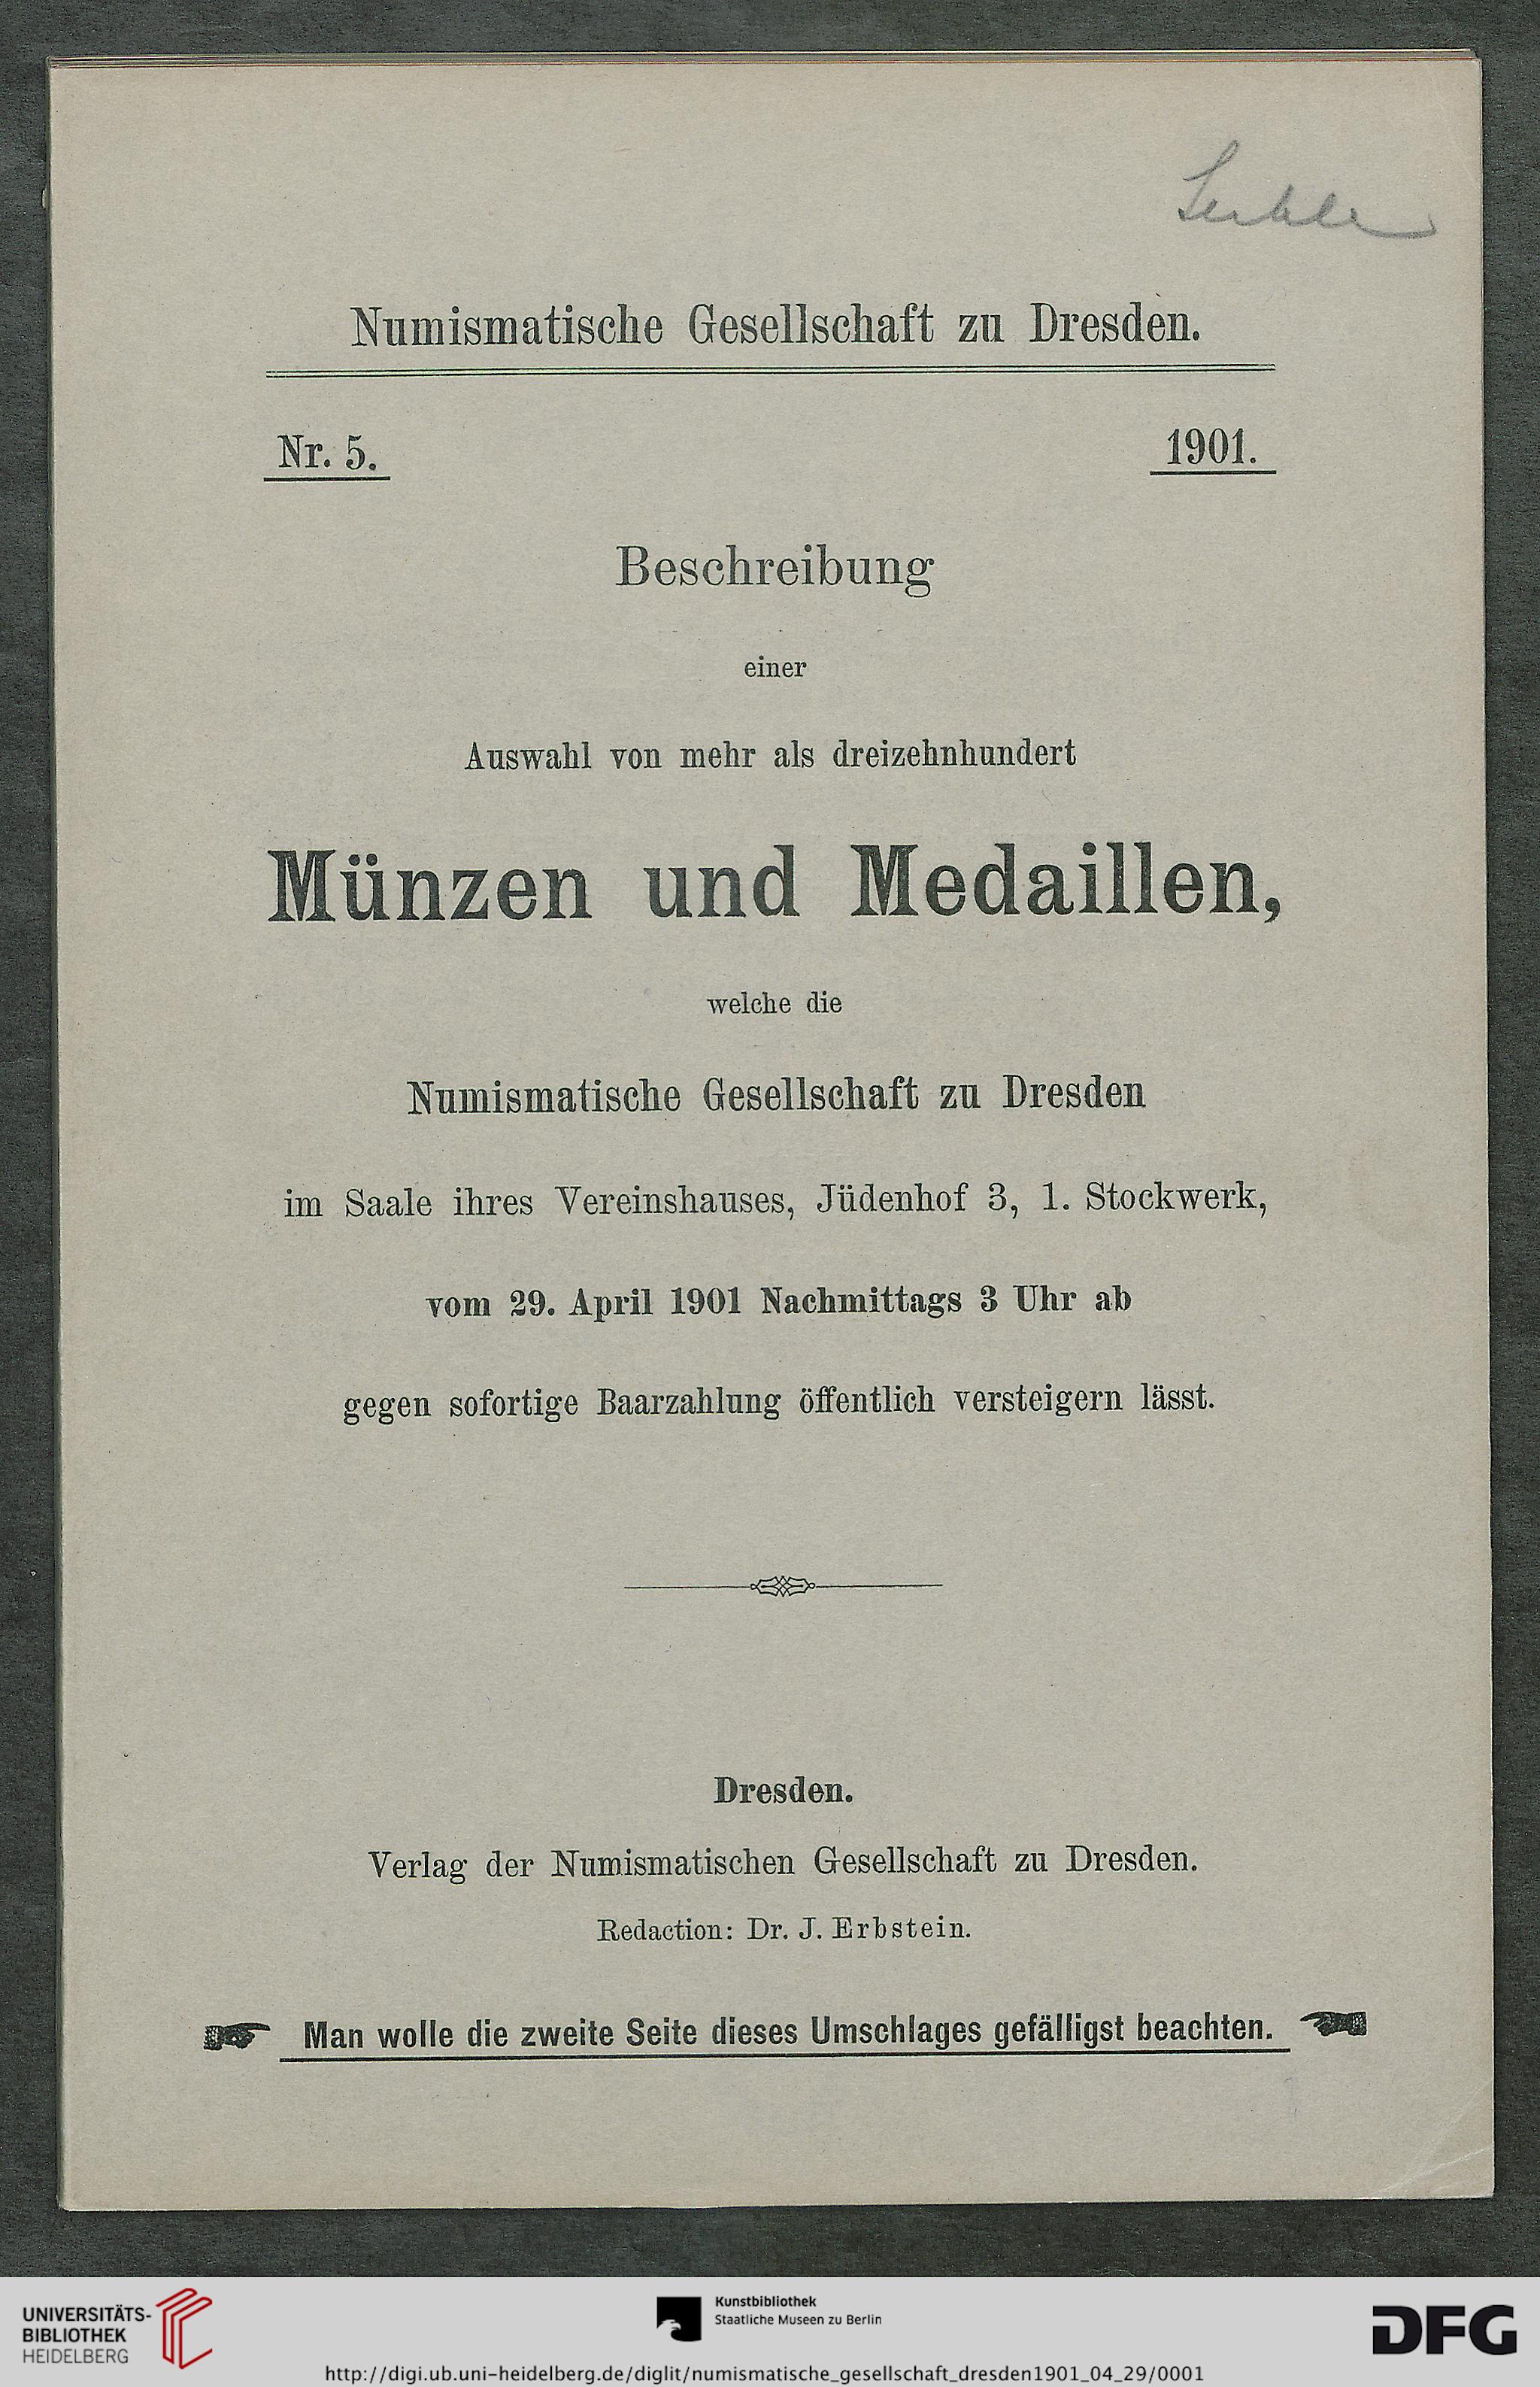 Numismatische Gesellschaft zu Dresden.
Nr. 5. 1901.
Beschreibung
einer
Auswahl von mehr als dreizehnhundert
Münzen und Medaillen,
welche die
Numismatische Gesellschaft zu Dresden
im Saale ihres Vereinshauses, Jüdenhof 3, 1. Stockwerk,
vom 29. April 1901 Nachmittags 3 Uhr ab
gegen sofortige Baarzahlung öffentlich versteigern lässt.
Dresden.
Verlag der Numismatischen Gesellschaft zu Dresden.
Redaction: Dr. J. Erbstein.
Man wolle die zweite Seite dieses Umschlages gefälligst beachten.
UNIVERSITÄTS-
BIBLIOTHEK
HEIDELBERG
Kunstbibliothek
Staatliche Museen zu Berlin
DFG
http://digi.ub.uni-heidelberg.de/diglit/numismatische_gesellschaft_dresden1901_04_29/0001